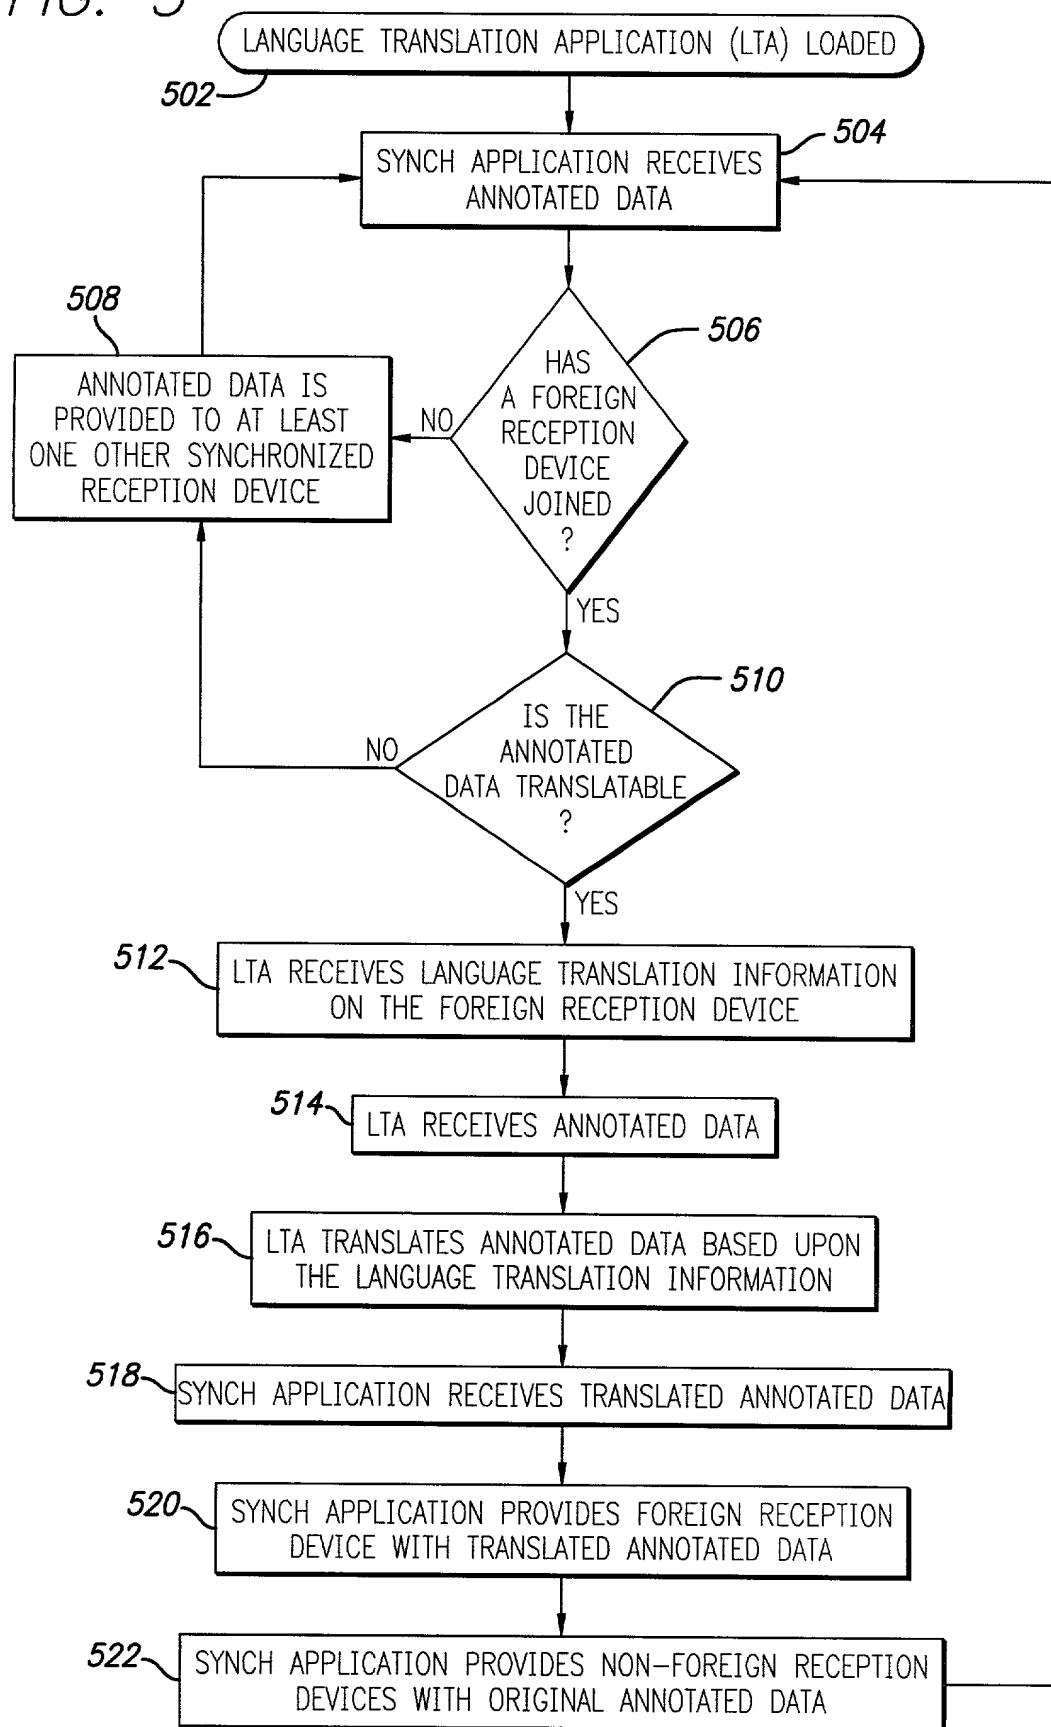 FIG. 5
LANGUAGE TRANSLATION APPLICATION (LTA) LOADED
502
504
SYNCH APPLICATION RECEIVES
ANNOTATED DATA
508
506
HAS
A FOREIGN
RECEPTION
DEVICE
JOINED
?
NO
ANNOTATED DATA IS
PROVIDED TO AT LEAST
ONE OTHER SYNCHRONIZED
RECEPTION DEVICE
YES
510
IS THE
ANNOTATED
DATA TRANSLATABLE
?
NO
YES
512
LTA RECEIVES LANGUAGE TRANSLATION INFORMATION
ON THE FOREIGN RECEPTION DEVICE
514
LTA RECEIVES ANNOTATED DATA
516
LTA TRANSLATES ANNOTATED DATA BASED UPON
THE LANGUAGE TRANSLATION INFORMATION
518
SYNCH APPLICATION RECEIVES TRANSLATED ANNOTATED DATA
520
SYNCH APPLICATION PROVIDES FOREIGN RECEPTION
DEVICE WITH TRANSLATED ANNOTATED DATA
522
SYNCH APPLICATION PROVIDES NON-FOREIGN RECEPTION
DEVICES WITH ORIGINAL ANNOTATED DATA